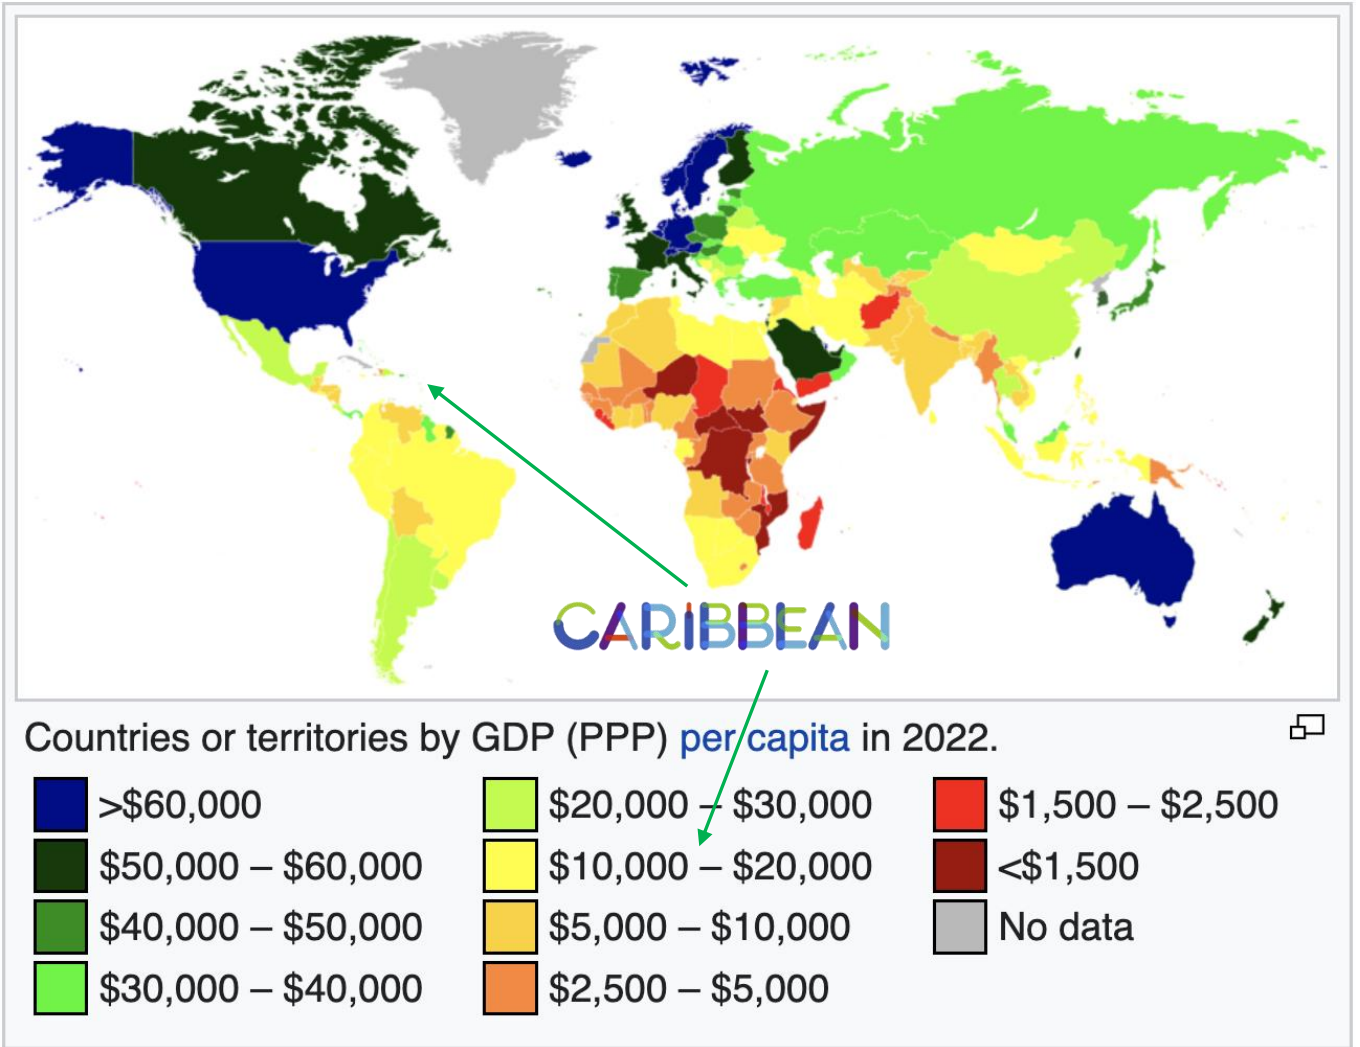 CARIBBEAN
Countries or territories by GDP (PPP) per capita in 2022.
>$60,000
$50,000 – $60,000
$40,000 – $50,000
$30,000 – $40,000
$20,000 – $30,000
$10,000 – $20,000
$5,000 – $10,000
$2,500 – $5,000
$1,500 – $2,500
<$1,500
No data